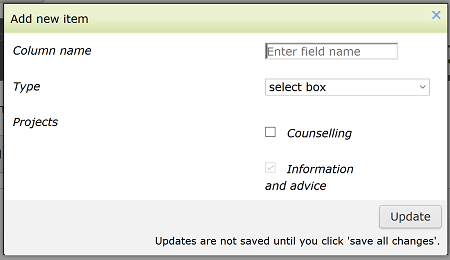 Add new item
Column name
Enter field name
Type
select box
Projects
Counselling
Information
and advice
Update
Updates are not saved until you click 'save all changes'.